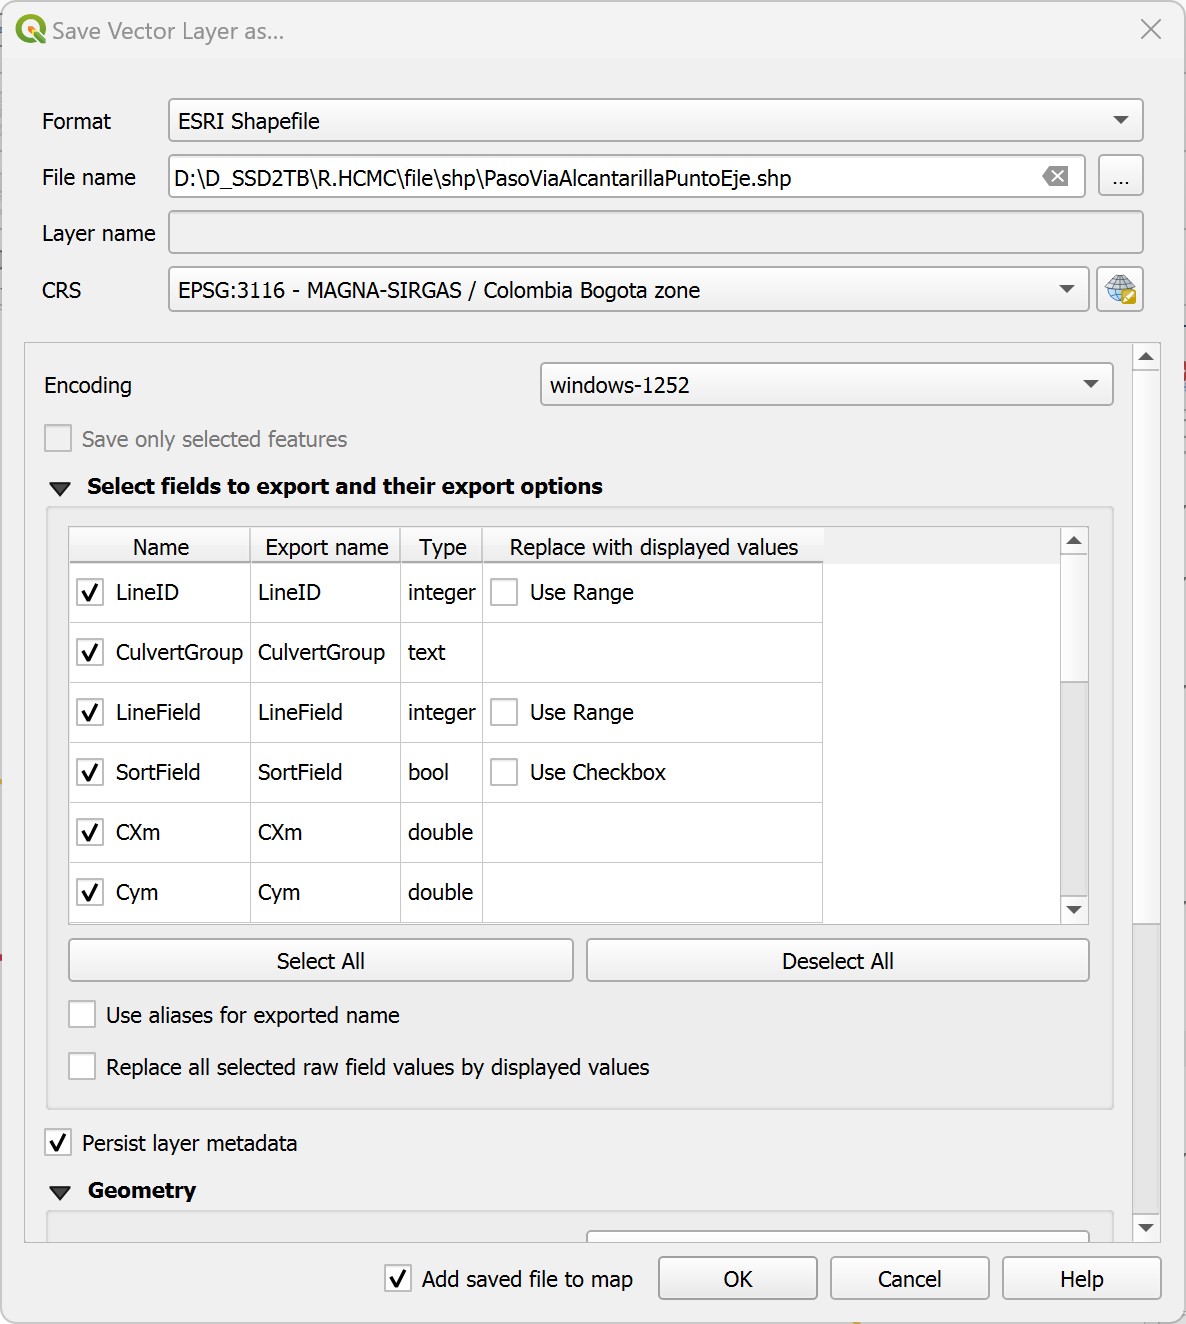 Save Vector Layer as...
Format ESRI Shapefile
File name D:\D_SSD2TB\R.HCMC\file\shp\PasoViaAlcantarillaPuntoEje.shp ...
Layer name
CRS EPSG:3116 - MAGNA-SIRGAS / Colombia Bogota zone
Encoding windows-1252
Save only selected features
Select fields to export and their export options
Name Export name Type Replace with displayed values
LineID LineID integer Use Range
CulvertGroup CulvertGroup text
LineField LineField integer Use Range
SortField SortField bool Use Checkbox
CXm CXm double
Cym Cym double
Select All Deselect All
Use aliases for exported name
Replace all selected raw field values by displayed values
Persist layer metadata
Geometry
Add saved file to map OK Cancel Help